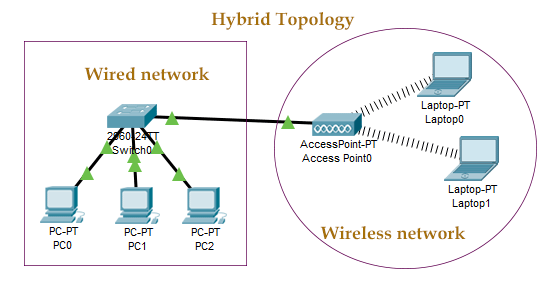 Hybrid Topology
Wired network
2960-24TT
Switch0
PC-PT
PC0
PC-PT
PC1
PC-PT
PC2
Laptop-PT
Laptop0
AccessPoint-PT
Access Point0
Laptop-PT
Laptop1
Wireless network